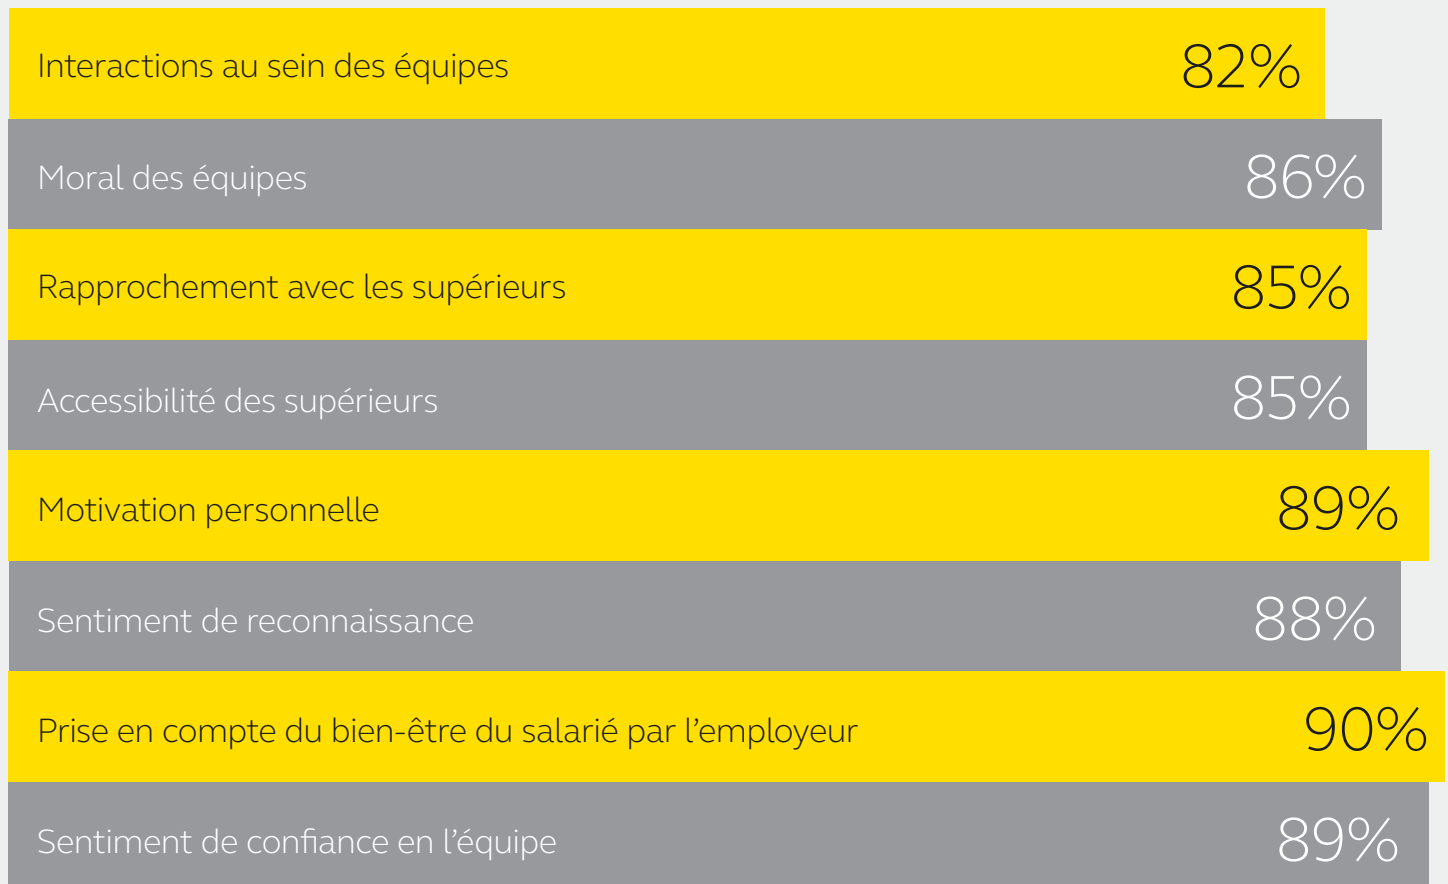 Interactions au sein des équipes 82%
Moral des équipes 86%
Rapprochement avec les supérieurs 85%
Accessibilité des supérieurs 85%
Motivation personnelle 89%
Sentiment de reconnaissance 88%
Prise en compte du bien-être du salarié par l’employeur 90%
Sentiment de confiance en l’équipe 89%